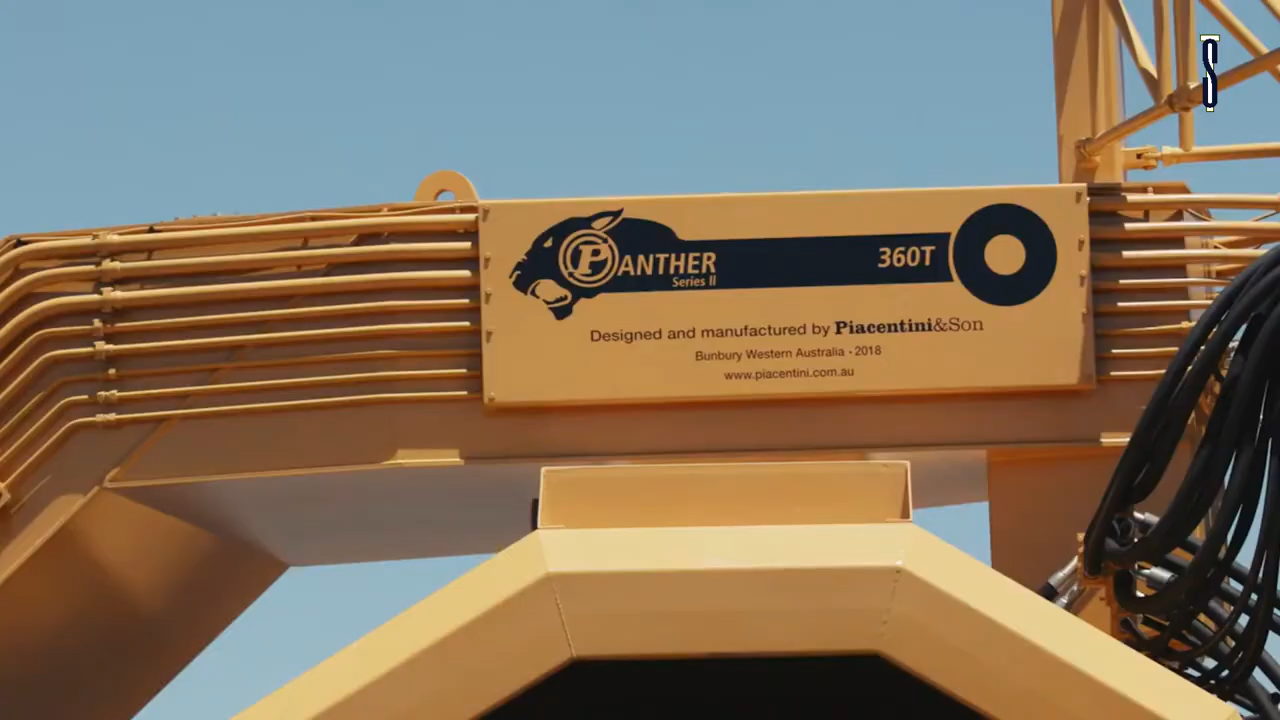 PANTHER
Series II
360T
Designed and manufactured by Piacentini&Son
Bunbury Western Australia - 2018
www.piacentini.com.au